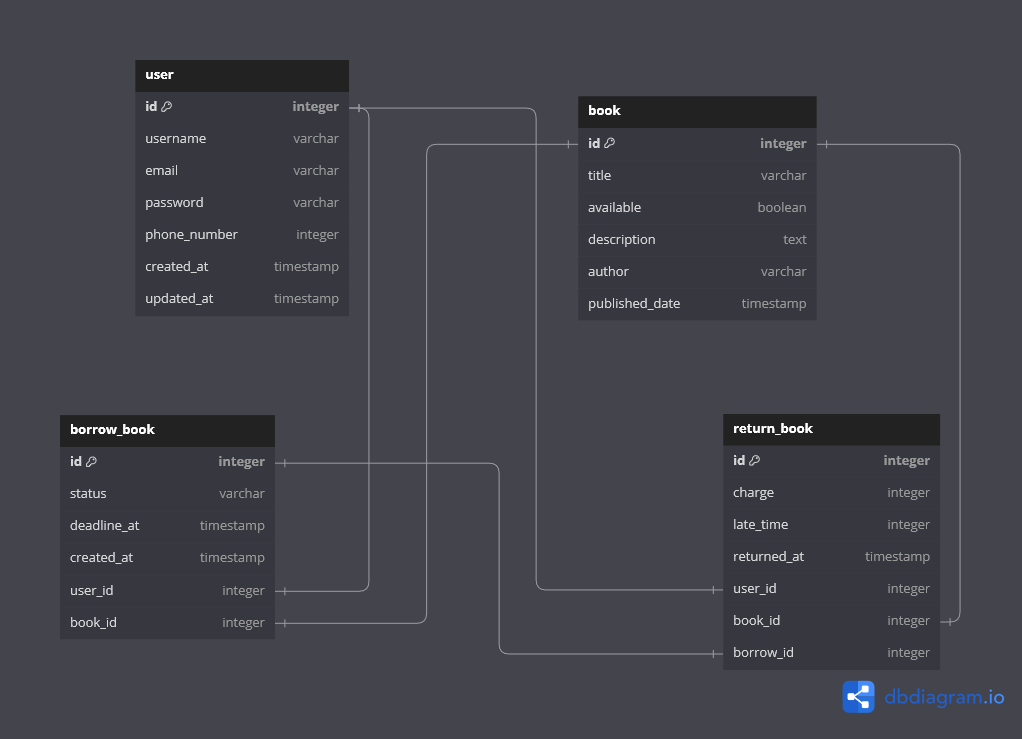 user
id integer
username varchar
email varchar
password varchar
phone_number integer
created_at timestamp
updated_at timestamp
book
id integer
title varchar
available boolean
description text
author varchar
published_date timestamp
borrow_book
id integer
status varchar
deadline_at timestamp
created_at timestamp
user_id integer
book_id integer
return_book
id integer
charge integer
late_time integer
returned_at timestamp
user_id integer
book_id integer
borrow_id integer
dbdiagram.io